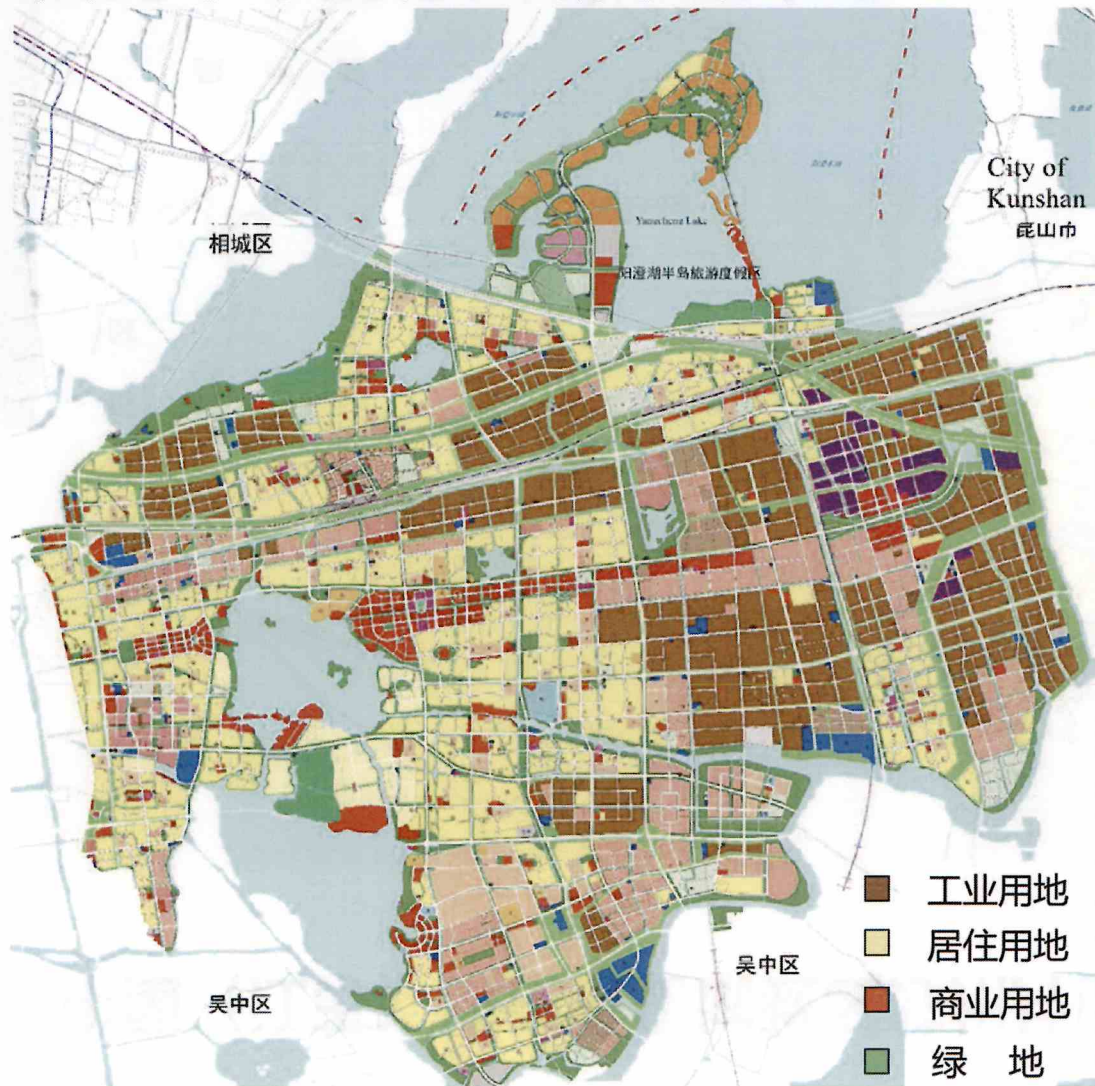 City of
Kunshan
昆山市
相城区
Yangcheng Lake
阳澄湖半岛旅游度假区
工业用地
居住用地
吴中区
吴中区
商业用地
绿 地